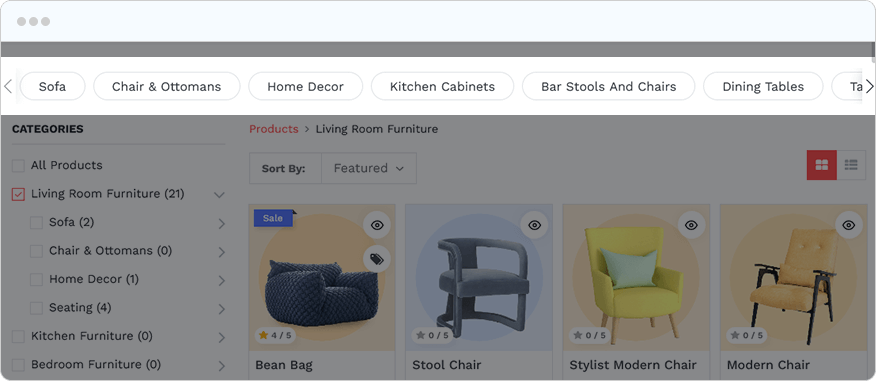 Sofa
Chair & Ottomans
Home Decor
Kitchen Cabinets
Bar Stools And Chairs
Dining Tables
CATEGORIES
All Products
Living Room Furniture (21)
Sofa (2)
Chair & Ottomans (0)
Home Decor (1)
Seating (4)
Kitchen Furniture (0)
Bedroom Furniture (0)
Products > Living Room Furniture
Sort By: Featured
Sale
4 / 5
Bean Bag
0 / 5
Stool Chair
0 / 5
Stylist Modern Chair
0 / 5
Modern Chair